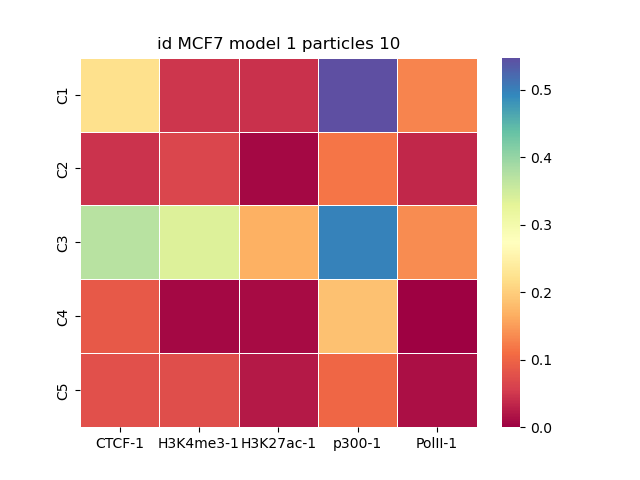 id MCF7 model 1 particles 10
C1
C2
C3
C4
C5
CTCF-1 H3K4me3-1 H3K27ac-1 p300-1 PolII-1
0.5
0.4
0.3
0.2
0.1
0.0